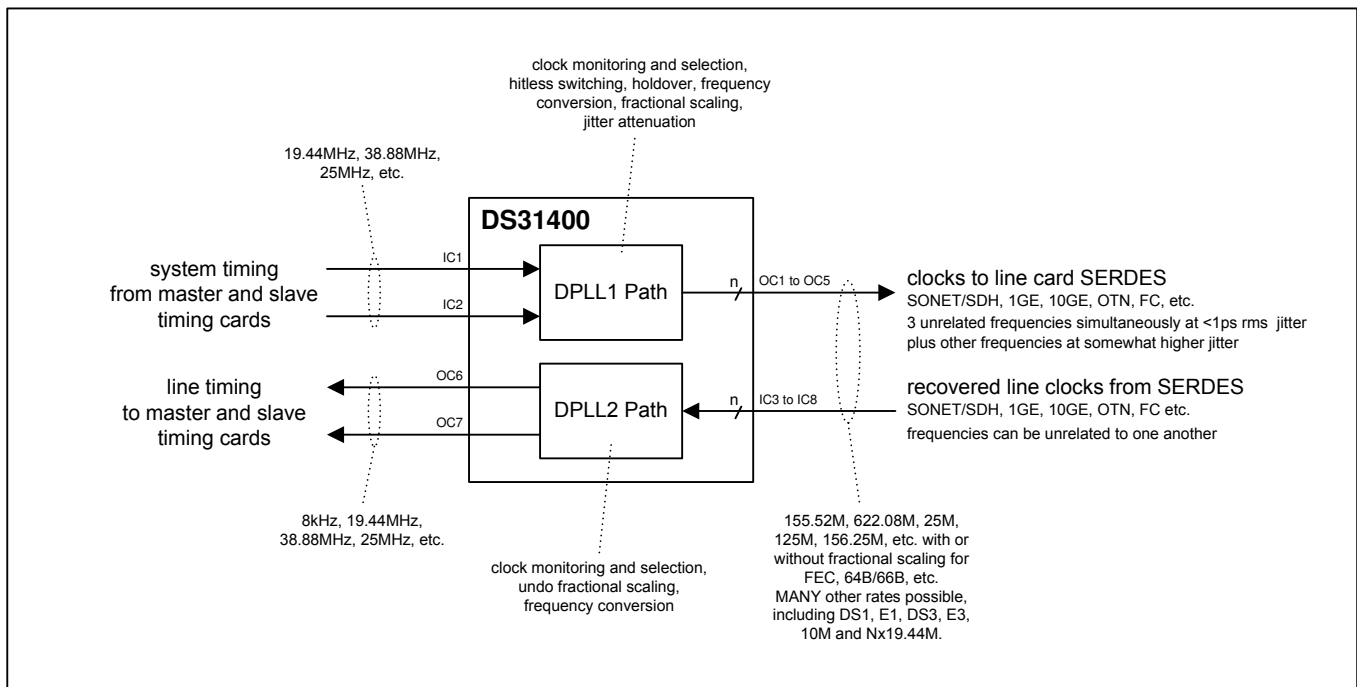 clock monitoring and selection,
hitless switching, holdover, frequency
conversion, fractional scaling,
jitter attenuation
19.44MHz, 38.88MHz,
25MHz, etc.
DS31400
system timing
from master and slave
timing cards
IC1
IC2
DPLL1 Path
n
OC1 to OC5
clocks to line card SERDES
SONET/SDH, 1GE, 10GE, OTN, FC, etc.
3 unrelated frequencies simultaneously at <1ps rms jitter
plus other frequencies at somewhat higher jitter
line timing
to master and slave
timing cards
OC6
OC7
DPLL2 Path
n
IC3 to IC8
recovered line clocks from SERDES
SONET/SDH, 1GE, 10GE, OTN, FC etc.
frequencies can be unrelated to one another
8kHz, 19.44MHz,
38.88MHz, 25MHz, etc.
clock monitoring and selection,
undo fractional scaling,
frequency conversion
155.52M, 622.08M, 25M,
125M, 156.25M, etc. with or
without fractional scaling for
FEC, 64B/66B, etc.
MANY other rates possible,
including DS1, E1, DS3, E3,
10M and Nx19.44M.